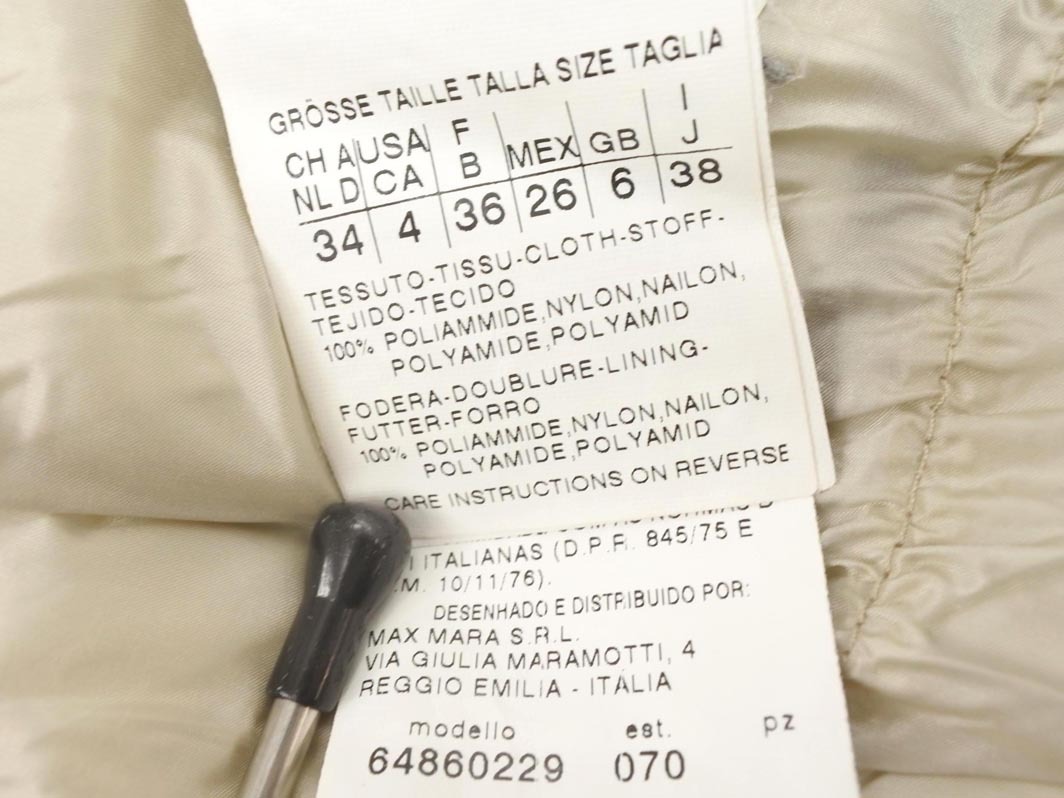 GRÖSSE TAILLE TALLA SIZE TAGLIA
CH A USA F MEX GB I
NL D CA B J
34 4 36 26 6 38
TESSUTO-TISSU-CLOTH-STOFF-
TEJIDO-TECIDO
100% POLIAMMIDE,NYLON,NAILON,
POLYAMIDE,POLYAMID
FODERA-DOUBLURE-LINING-
FUTTER-FORRO
100% POLIAMMIDE,NYLON,NAILON,
POLYAMIDE,POLYAMID
CARE INSTRUCTIONS ON REVERSE
ITALIANAS (D.P.R. 845/75 E
.M. 10/11/76).
DESENHADO E DISTRIBUIDO POR:
MAX MARA S.R.L.
VIA GIULIA MARAMOTTI, 4
REGGIO EMILIA - ITÁLIA
modello est. pz
64860229 070